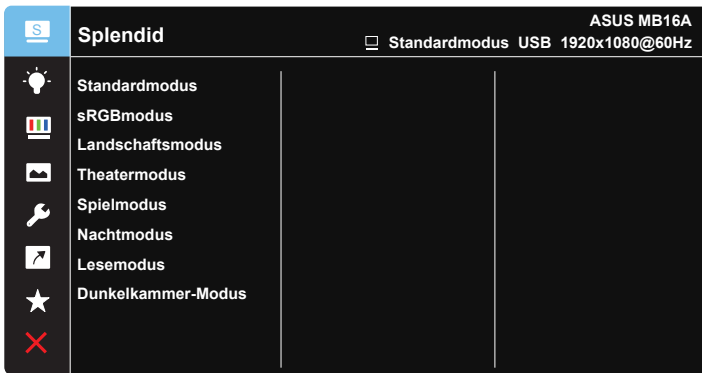 S
Splendid
ASUS MB16A
Standardmodus USB 1920x1080@60Hz
Standardmodus
sRGBmodus
Landschaftsmodus
Theatermodus
Spielmodus
Nachtmodus
Lesemodus
Dunkelkammer-Modus